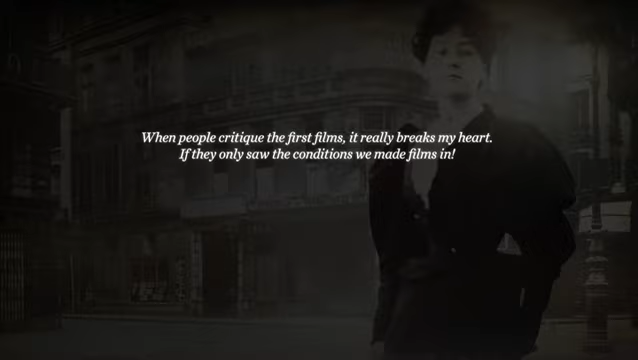 When people critique the first films, it really breaks my heart.
If they only saw the conditions we made films in!